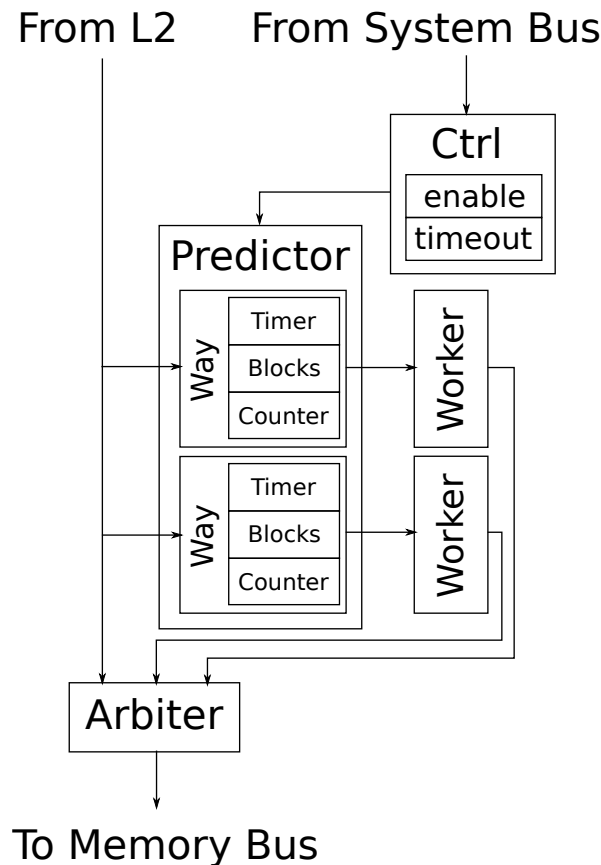 From L2
From System Bus
Ctrl
enable
timeout
Predictor
Way
Timer
Blocks
Counter
Worker
Way
Timer
Blocks
Counter
Worker
Arbiter
To Memory Bus